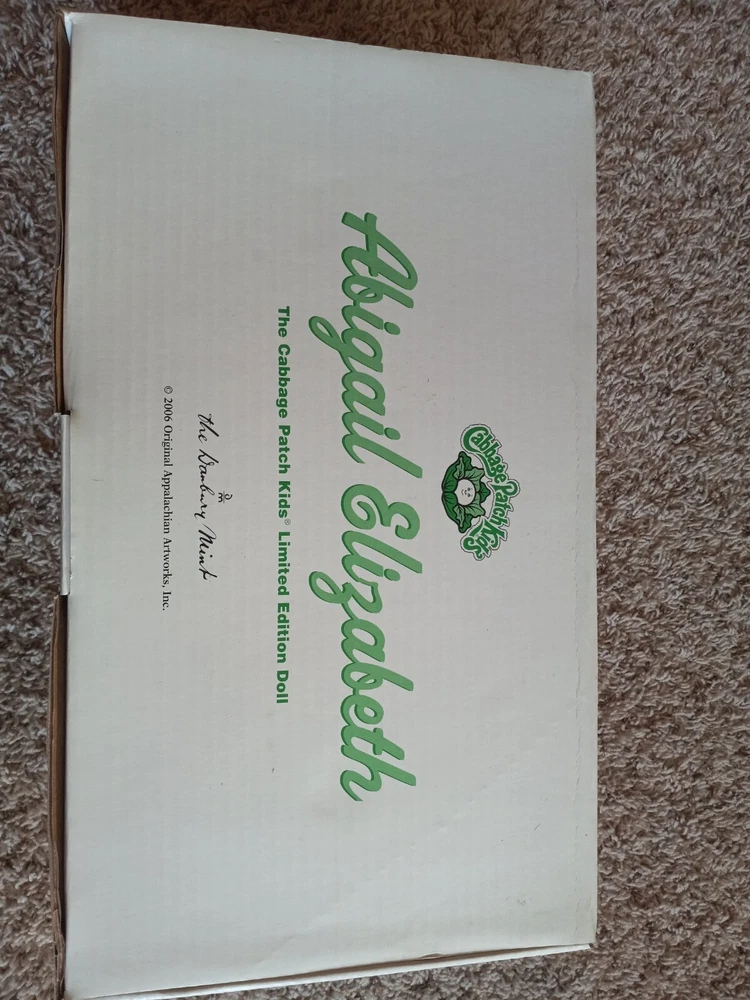 Cabbage Patch Kids
Abigail Elizabeth
The Cabbage Patch Kids® Limited Edition Doll
The Danbury Mint
© 2006 Original Appalachian Artworks, Inc.